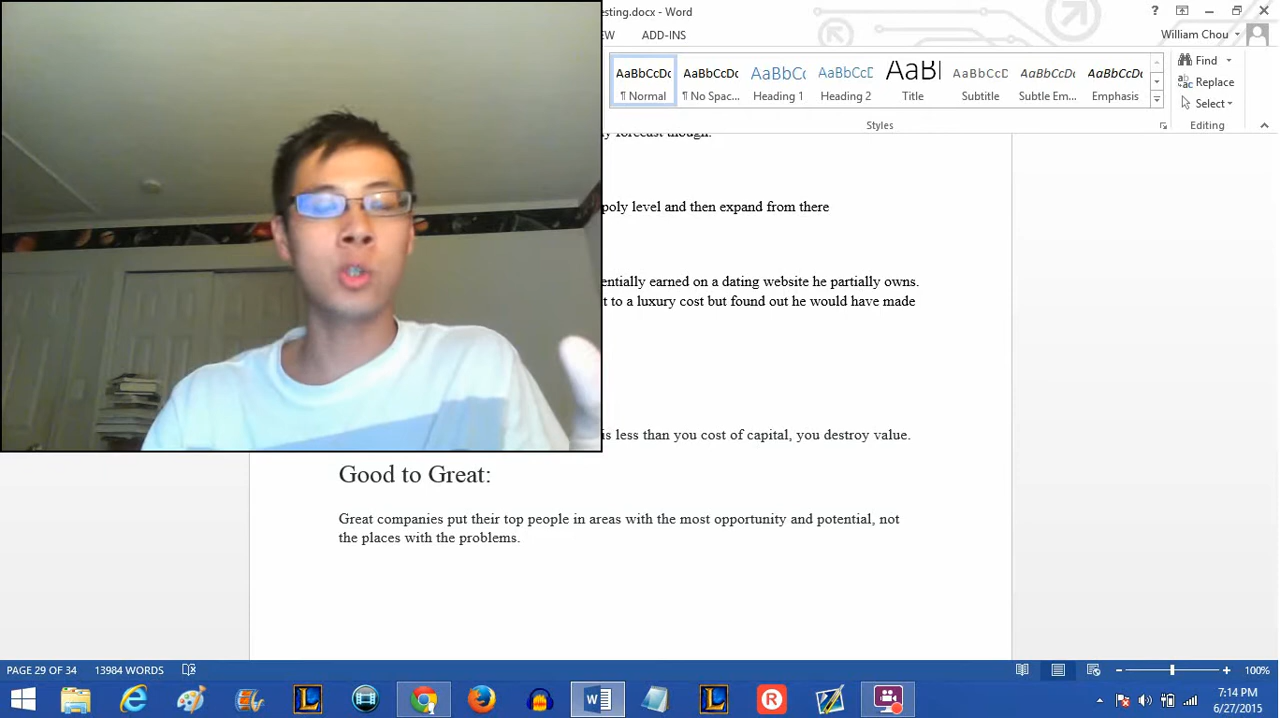 esting.docx - Word
EW ADD-INS
William Chou
AaBbCcDc AaBbCcDc AaBbCc AaBbCcD AaBl AaBbCcD AaBbCcDc AaBbCcDc
¶ Normal ¶ No Spac... Heading 1 Heading 2 Title Subtitle Subtle Em... Emphasis
Find
Replace
Select
Styles Editing
y forecast though.
poly level and then expand from there
entially earned on a dating website he partially owns.
t to a luxury cost but found out he would have made
is less than you cost of capital, you destroy value.
Good to Great:
Great companies put their top people in areas with the most opportunity and potential, not
the places with the problems.
PAGE 29 OF 34 13984 WORDS 100%
7:14 PM
6/27/2015